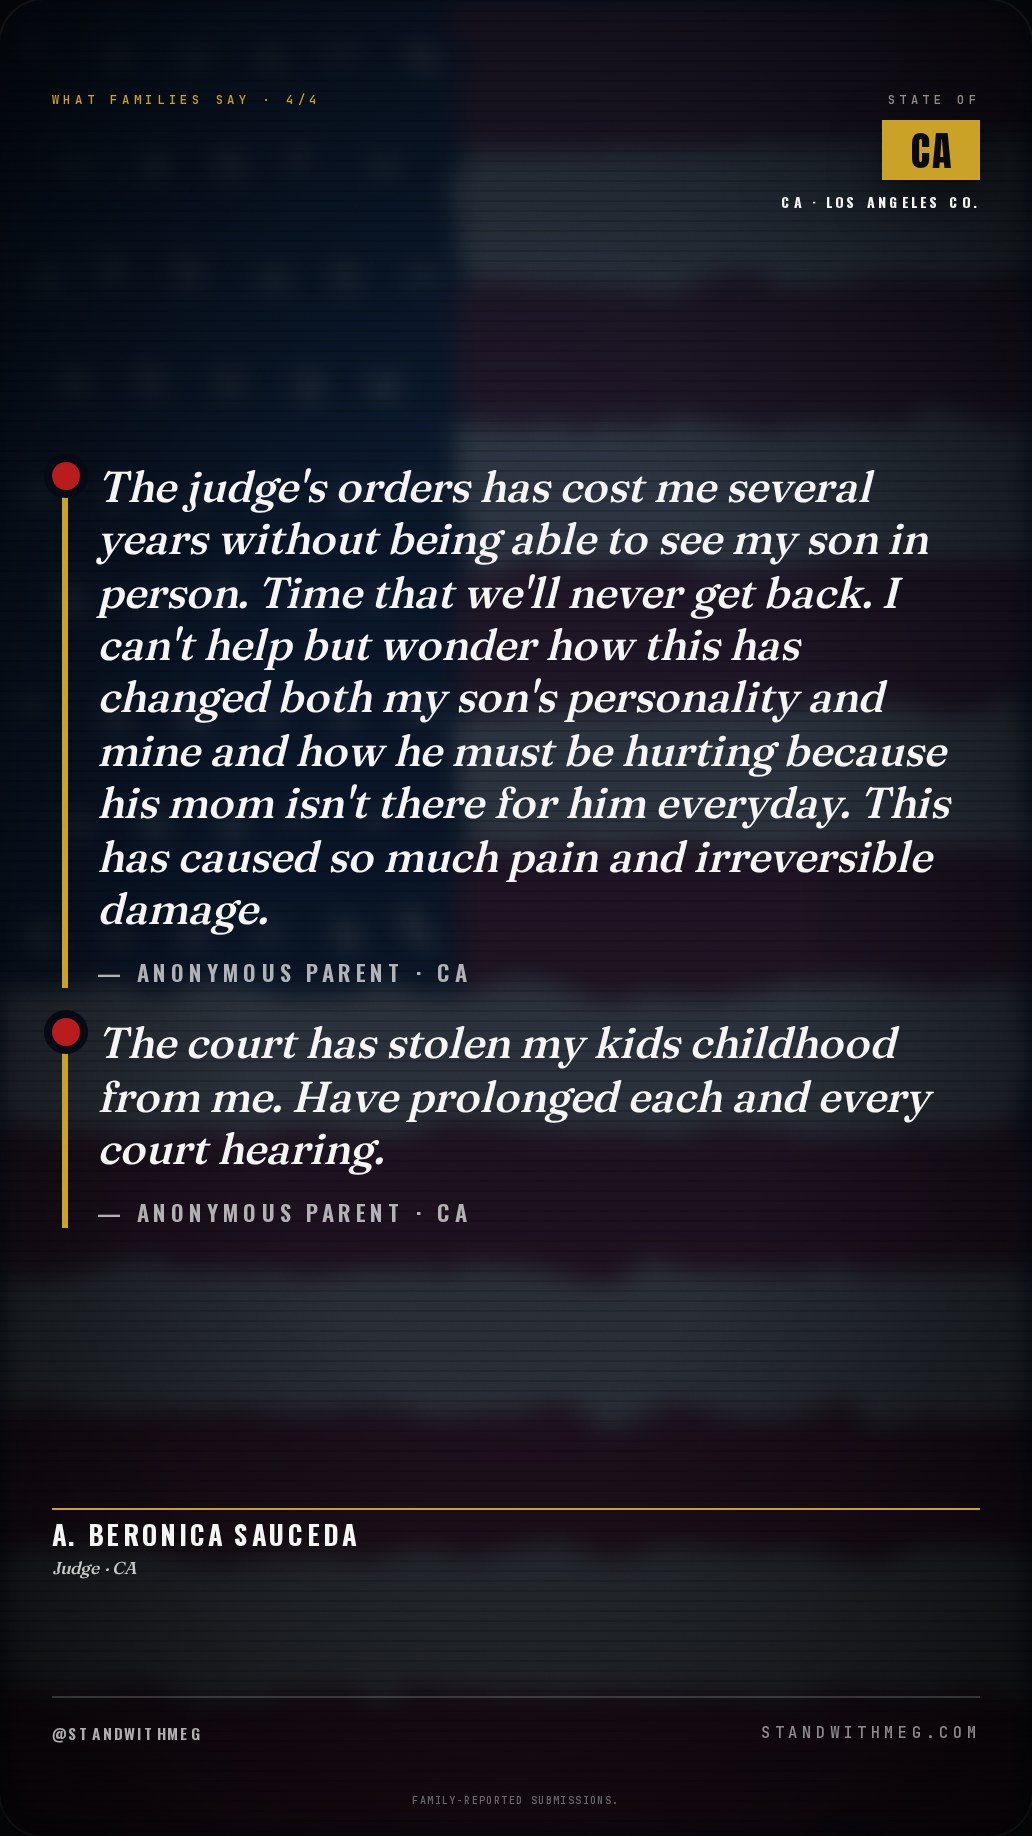 WHAT FAMILIES SAY · 4/4
STATE OF
CA
CA · LOS ANGELES CO.
The judge's orders has cost me several
years without being able to see my son in
person. Time that we'll never get back. I
can't help but wonder how this has
changed both my son's personality and
mine and how he must be hurting because
his mom isn't there for him everyday. This
has caused so much pain and irreversible
damage.
— ANONYMOUS PARENT · CA
The court has stolen my kids childhood
from me. Have prolonged each and every
court hearing.
— ANONYMOUS PARENT · CA
A. BERONICA SAUCEDA
Judge · CA
@STANDWITHMEG
STANDWITHMEG.COM
FAMILY-REPORTED SUBMISSIONS.